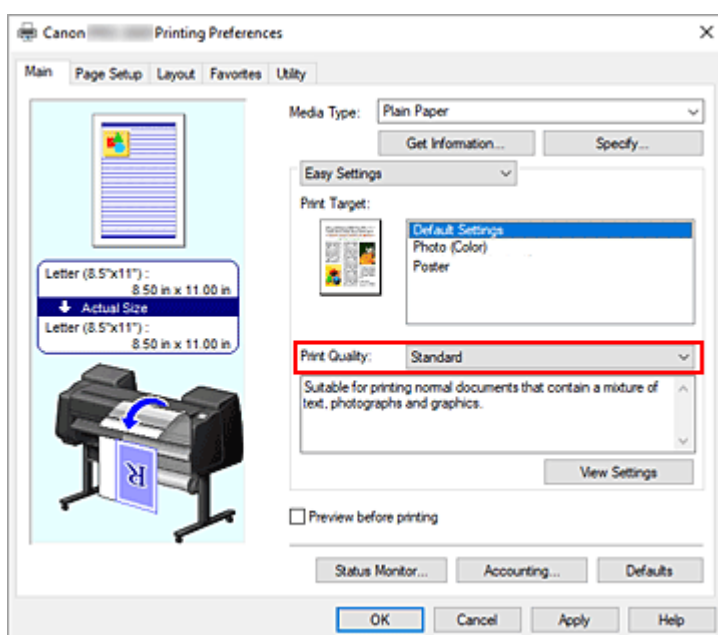 Canon Printing Preferences
Main Page Setup Layout Favorites Utility
Media Type: Plain Paper
Get Information... Specify...
Easy Settings
Print Target:
Default Settings
Photo (Color)
Poster
Letter (8.5"x11") :
8.50 in x 11.00 in
Actual Size
Letter (8.5"x11") :
8.50 in x 11.00 in
Print Quality: Standard
Suitable for printing normal documents that contain a mixture of
text, photographs and graphics.
R
View Settings
Preview before printing
Status Monitor... Accounting... Defaults
OK Cancel Apply Help